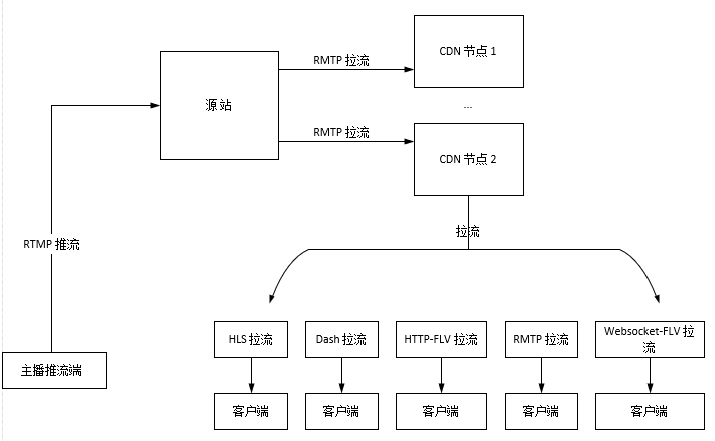 CDN 节点 1
RMTP 拉流
源站
...
RMTP 拉流
CDN 节点 2
拉流
RTMP 推流
HLS 拉流
Dash 拉流
HTTP-FLV 拉流
RMTP 拉流
Websocket-FLV 拉
流
主播推流端
客户端
客户端
客户端
客户端
客户端